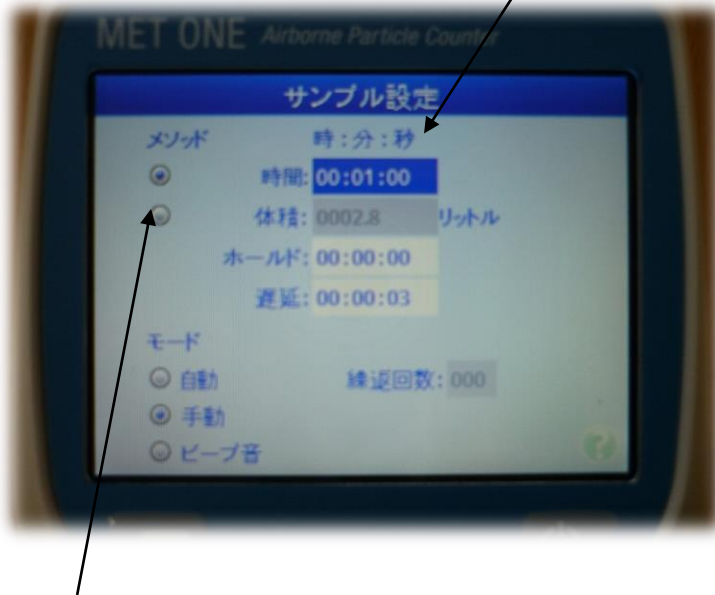 MET ONE Airborne Particle Counter
サンプル設定
メソッド 時:分:秒
時間: 00:01:00
体積: 0002.8 リットル
ホールド: 00:00:00
遅延: 00:00:03
モード
自動 繰返回数: 000
手動
ビープ音
?